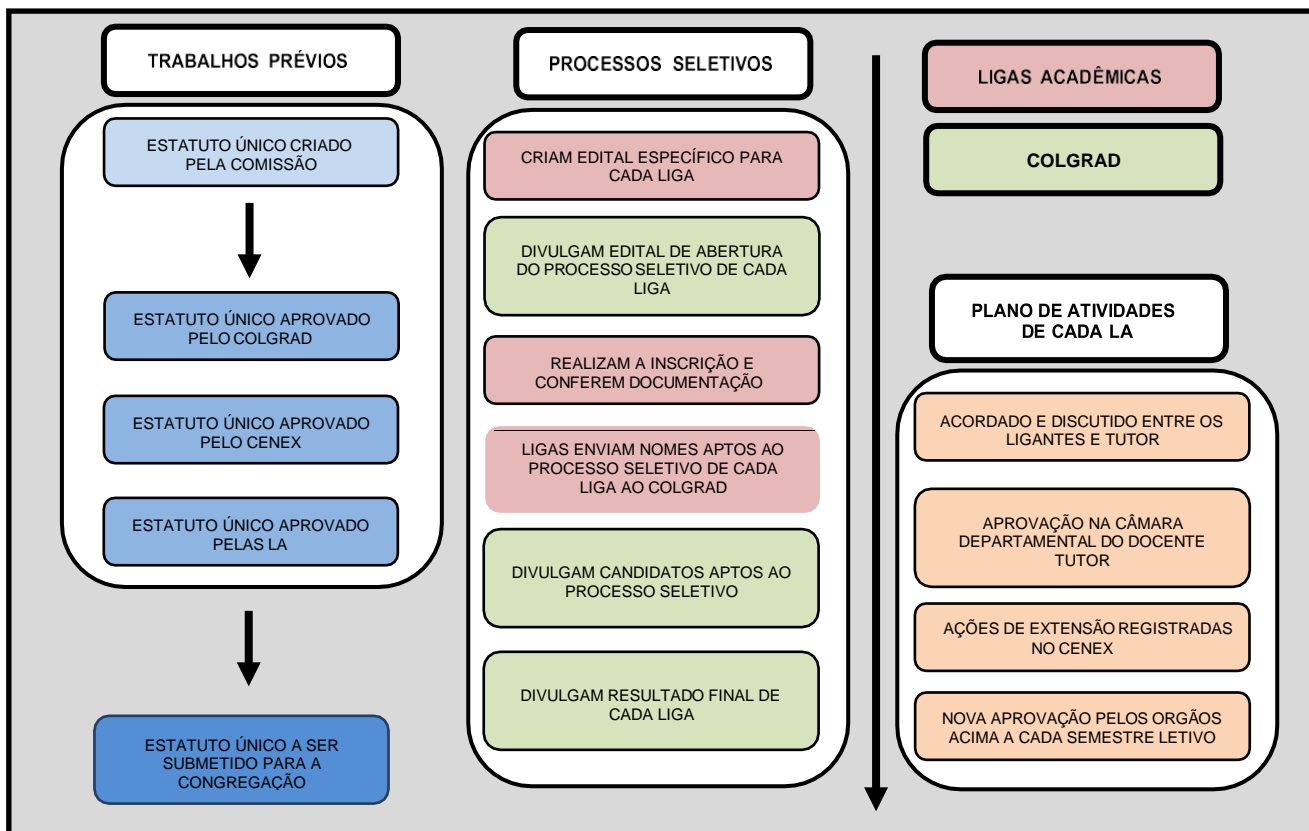 TRABALHOS PRÉVIOS
ESTATUTO ÚNICO CRIADO
PELA COMISSÃO
ESTATUTO ÚNICO APROVADO
PELO COLGRAD
ESTATUTO ÚNICO APROVADO
PELO CENEX
ESTATUTO ÚNICO APROVADO
PELAS LA
ESTATUTO ÚNICO A SER
SUBMETIDO PARA A
CONGREGAÇÃO
PROCESSOS SELETIVOS
CRIAM EDITAL ESPECÍFICO PARA
CADA LIGA
DIVULGAM EDITAL DE ABERTURA
DO PROCESSO SELETIVO DE CADA
LIGA
REALIZAM A INSCRIÇÃO E
CONFEREM DOCUMENTAÇÃO
LIGAS ENVIAM NOMES APTOS AO
PROCESSO SELETIVO DE CADA
LIGA AO COLGRAD
DIVULGAM CANDIDATOS APTOS AO
PROCESSO SELETIVO
DIVULGAM RESULTADO FINAL DE
CADA LIGA
LIGAS ACADÊMICAS
COLGRAD
PLANO DE ATIVIDADES
DE CADA LA
ACORDADO E DISCUTIDO ENTRE OS
LIGANTES E TUTOR
APROVAÇÃO NA CÂMARA
DEPARTAMENTAL DO DOCENTE
TUTOR
AÇÕES DE EXTENSÃO REGISTRADAS
NO CENEX
NOVA APROVAÇÃO PELOS ORGÃOS
ACIMA A CADA SEMESTRE LETIVO